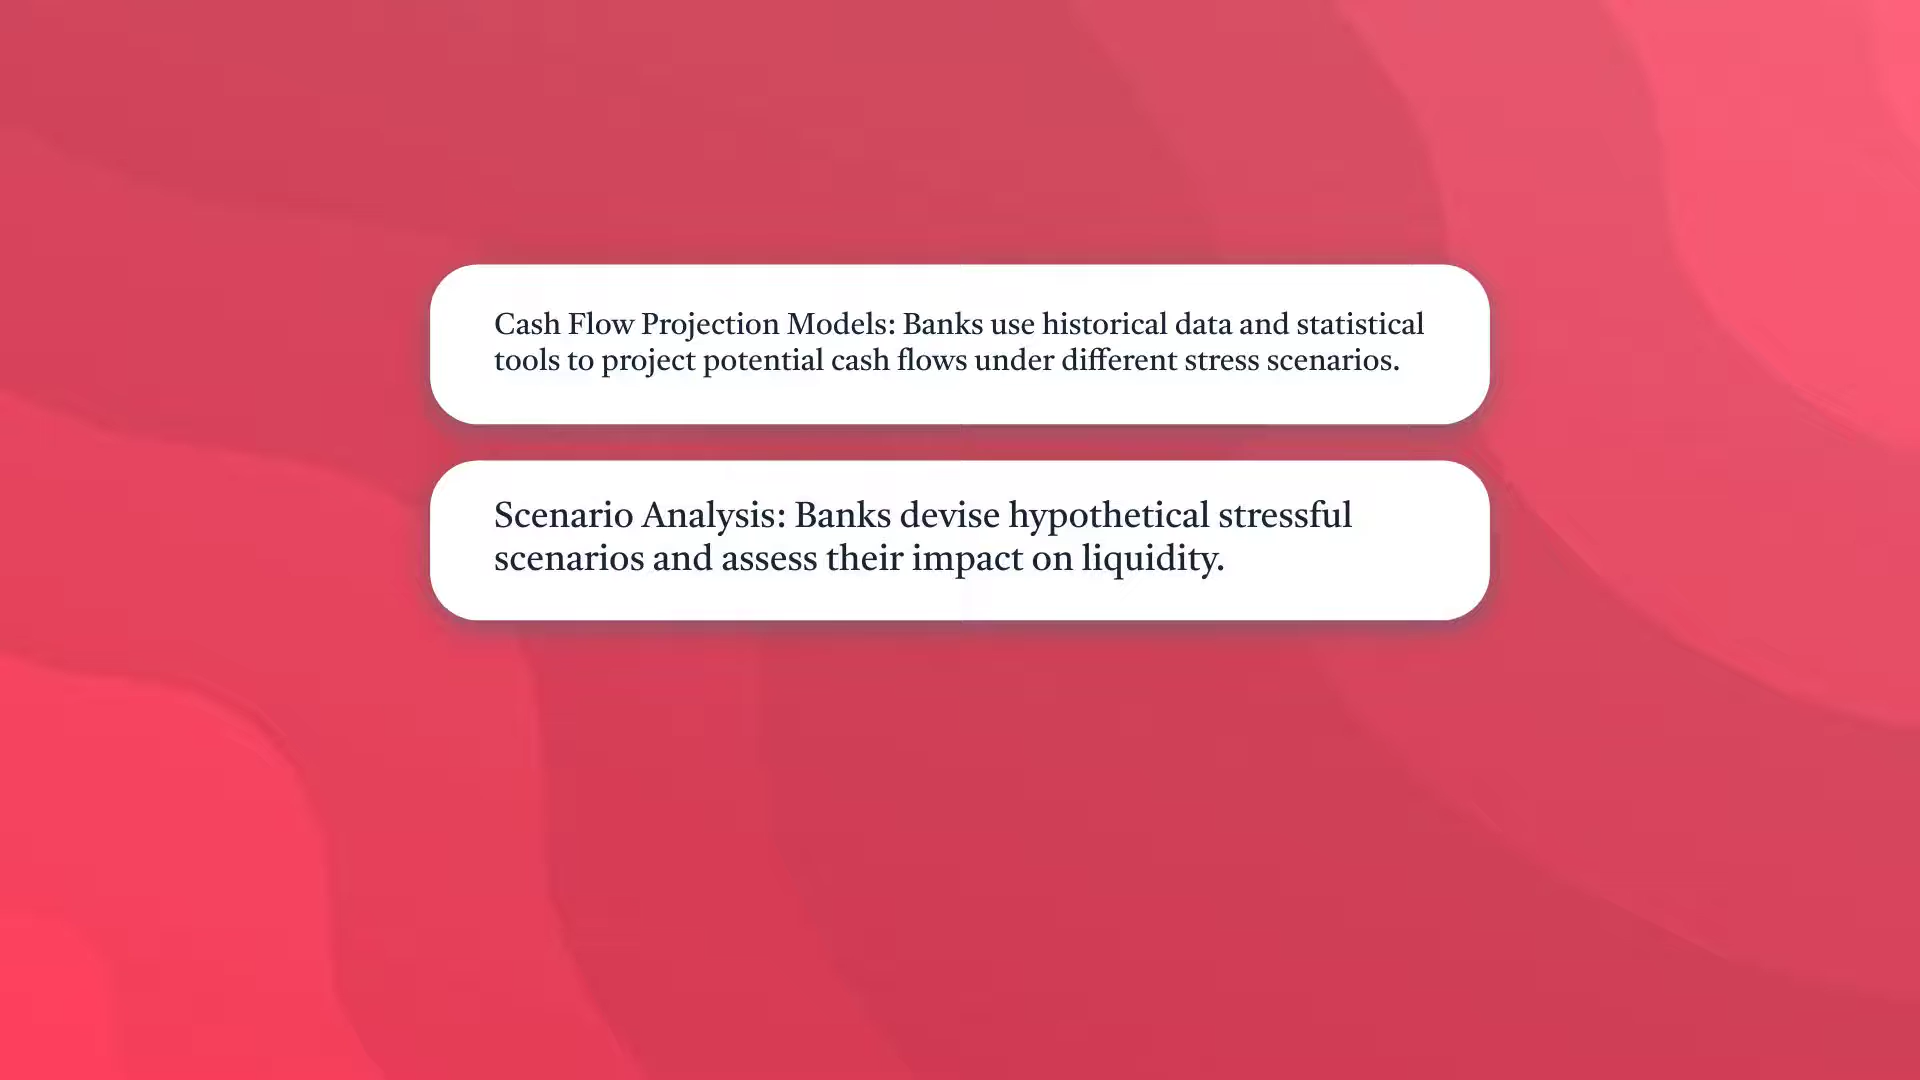 Cash Flow Projection Models: Banks use historical data and statistical
tools to project potential cash flows under different stress scenarios.
Scenario Analysis: Banks devise hypothetical stressful
scenarios and assess their impact on liquidity.